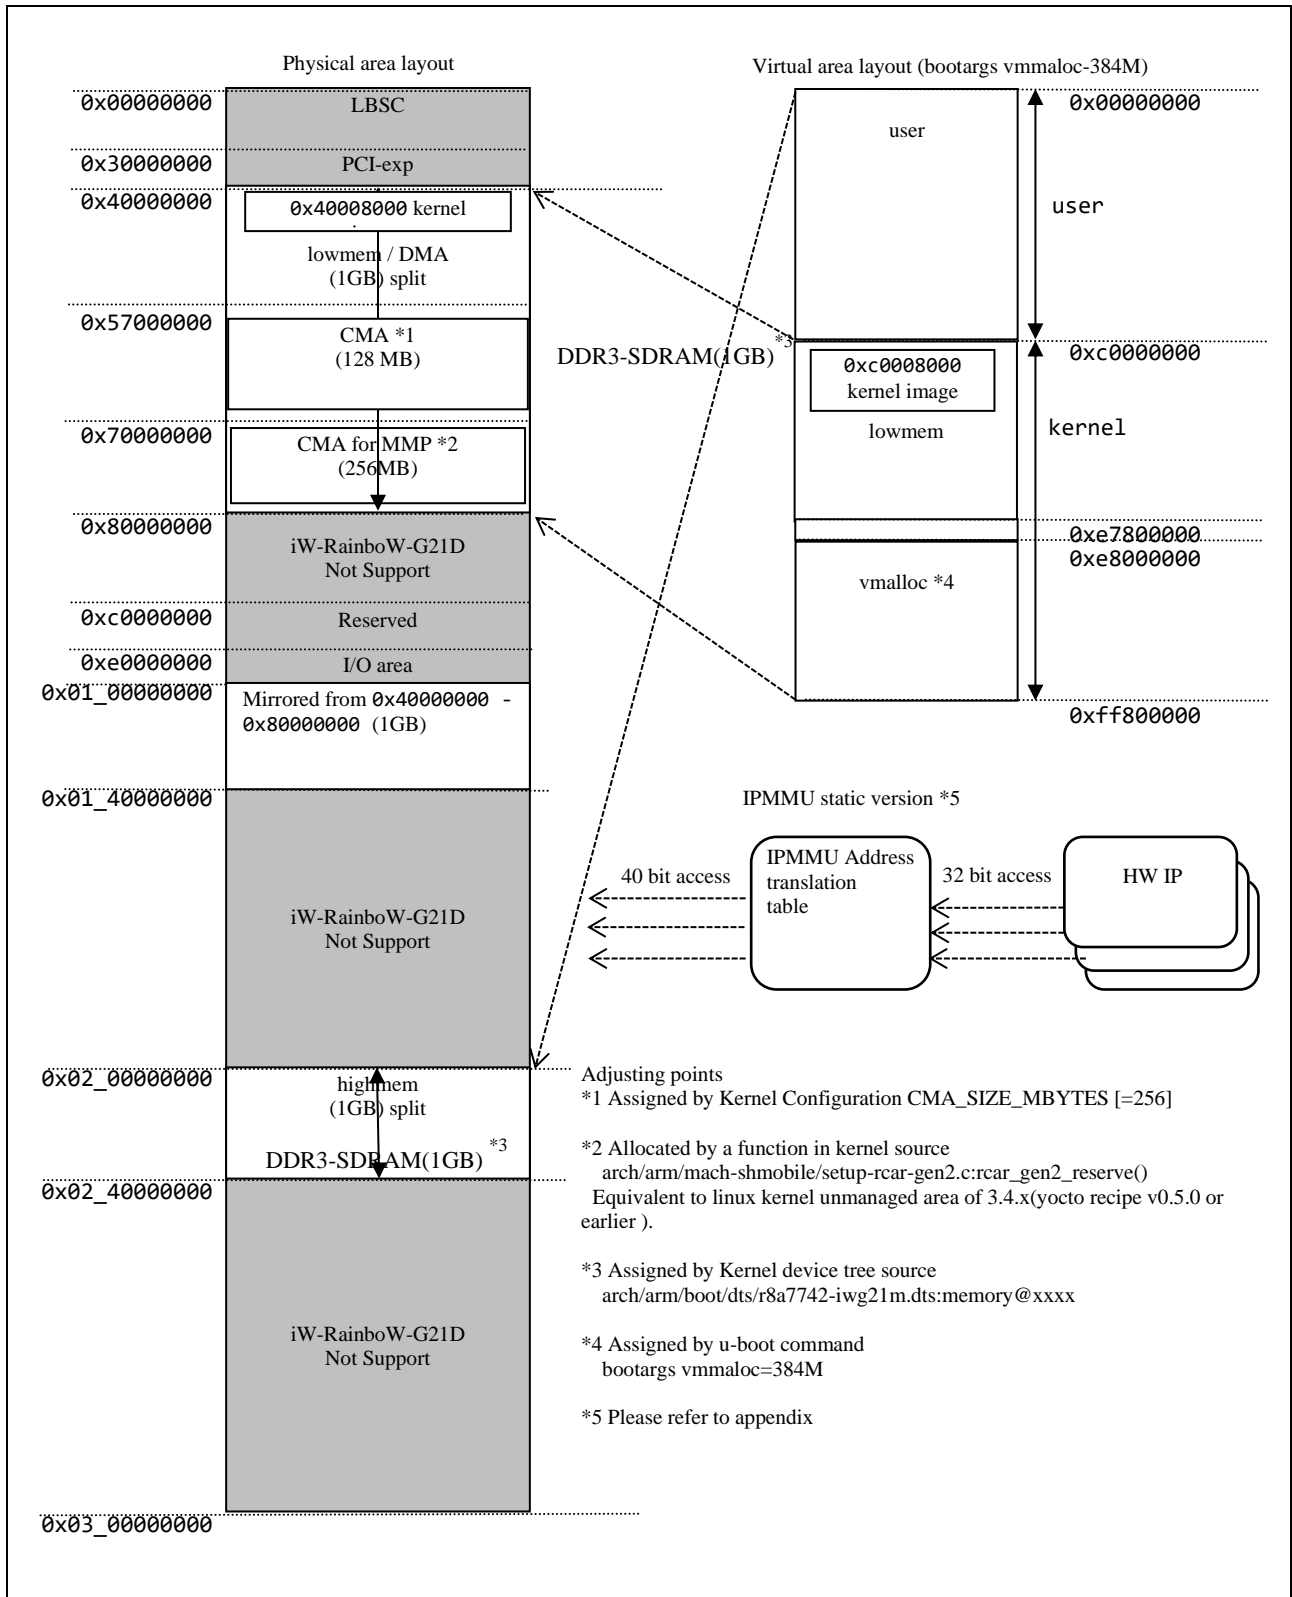 Physical area layout
0x00000000
LBSC
0x30000000
PCI-exp
0x40000000
0x40008000 kernel
lowmem / DMA
(1GB) split
0x57000000
CMA *1
(128 MB)
0x70000000
CMA for MMP *2
(256MB)
0x80000000
iW-RainboW-G21D
Not Support
0xc0000000
Reserved
0xe0000000
I/O area
0x01_00000000
Mirrored from 0x40000000 -
0x80000000 (1GB)
0x01_40000000
iW-RainboW-G21D
Not Support
0x02_00000000
highmem
(1GB) split
DDR3-SDRAM(1GB) *3
0x02_40000000
iW-RainboW-G21D
Not Support
0x03_00000000
DDR3-SDRAM(1GB) *3
Virtual area layout (bootargs vmmaloc-384M)
0x00000000
user
user
0xc0000000
0xc0008000
kernel image
lowmem
kernel
0xe7800000
0xe8000000
vmalloc *4
0xff800000
IPMMU static version *5
40 bit access
IPMMU Address
translation
table
32 bit access
HW IP
Adjusting points
*1 Assigned by Kernel Configuration CMA_SIZE_MBYTES [=256]
*2 Allocated by a function in kernel source
arch/arm/mach-shmobile/setup-rcar-gen2.c:rcar_gen2_reserve()
Equivalent to linux kernel unmanaged area of 3.4.x(yocto recipe v0.5.0 or
earlier ).
*3 Assigned by Kernel device tree source
arch/arm/boot/dts/r8a7742-iwg21m.dts:memory@xxxx
*4 Assigned by u-boot command
bootargs vmmaloc=384M
*5 Please refer to appendix